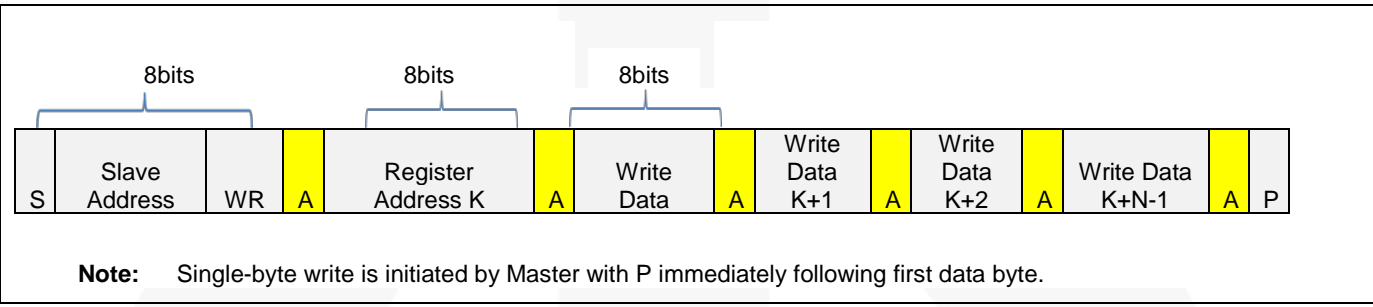 8bits 8bits 8bits
S Slave Address WR A Register Address K A Write Data A Write Data K+1 A Write Data K+2 A Write Data K+N-1 A P
Note: Single-byte write is initiated by Master with P immediately following first data byte.